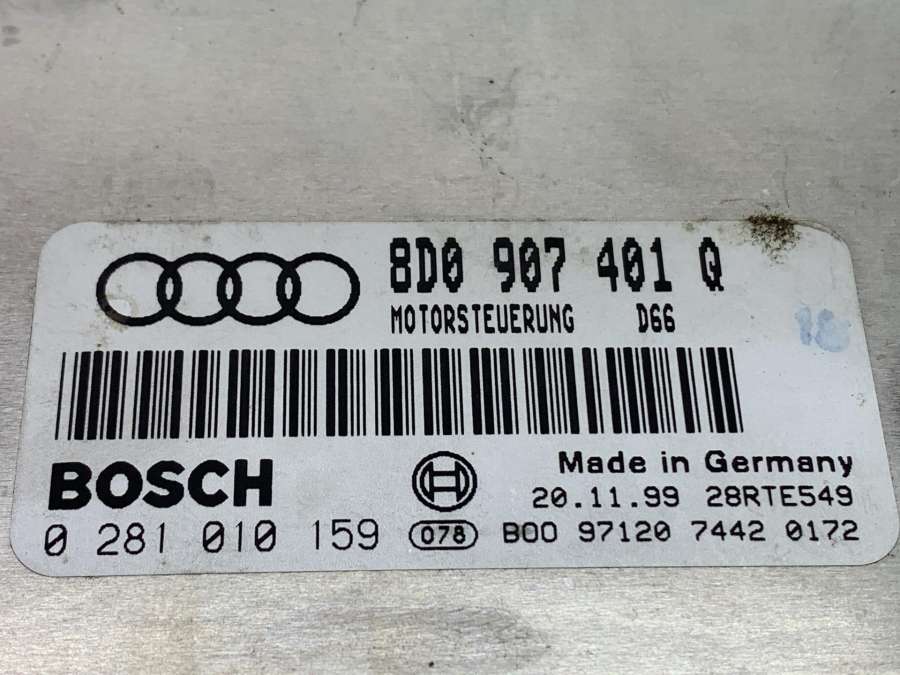 8D0 907 401 Q
MOTORSTEUERUNG D66
18
BOSCH
Made in Germany
20.11.99 28RTE549
0 281 010 159 078 B00 97120 7442 0172